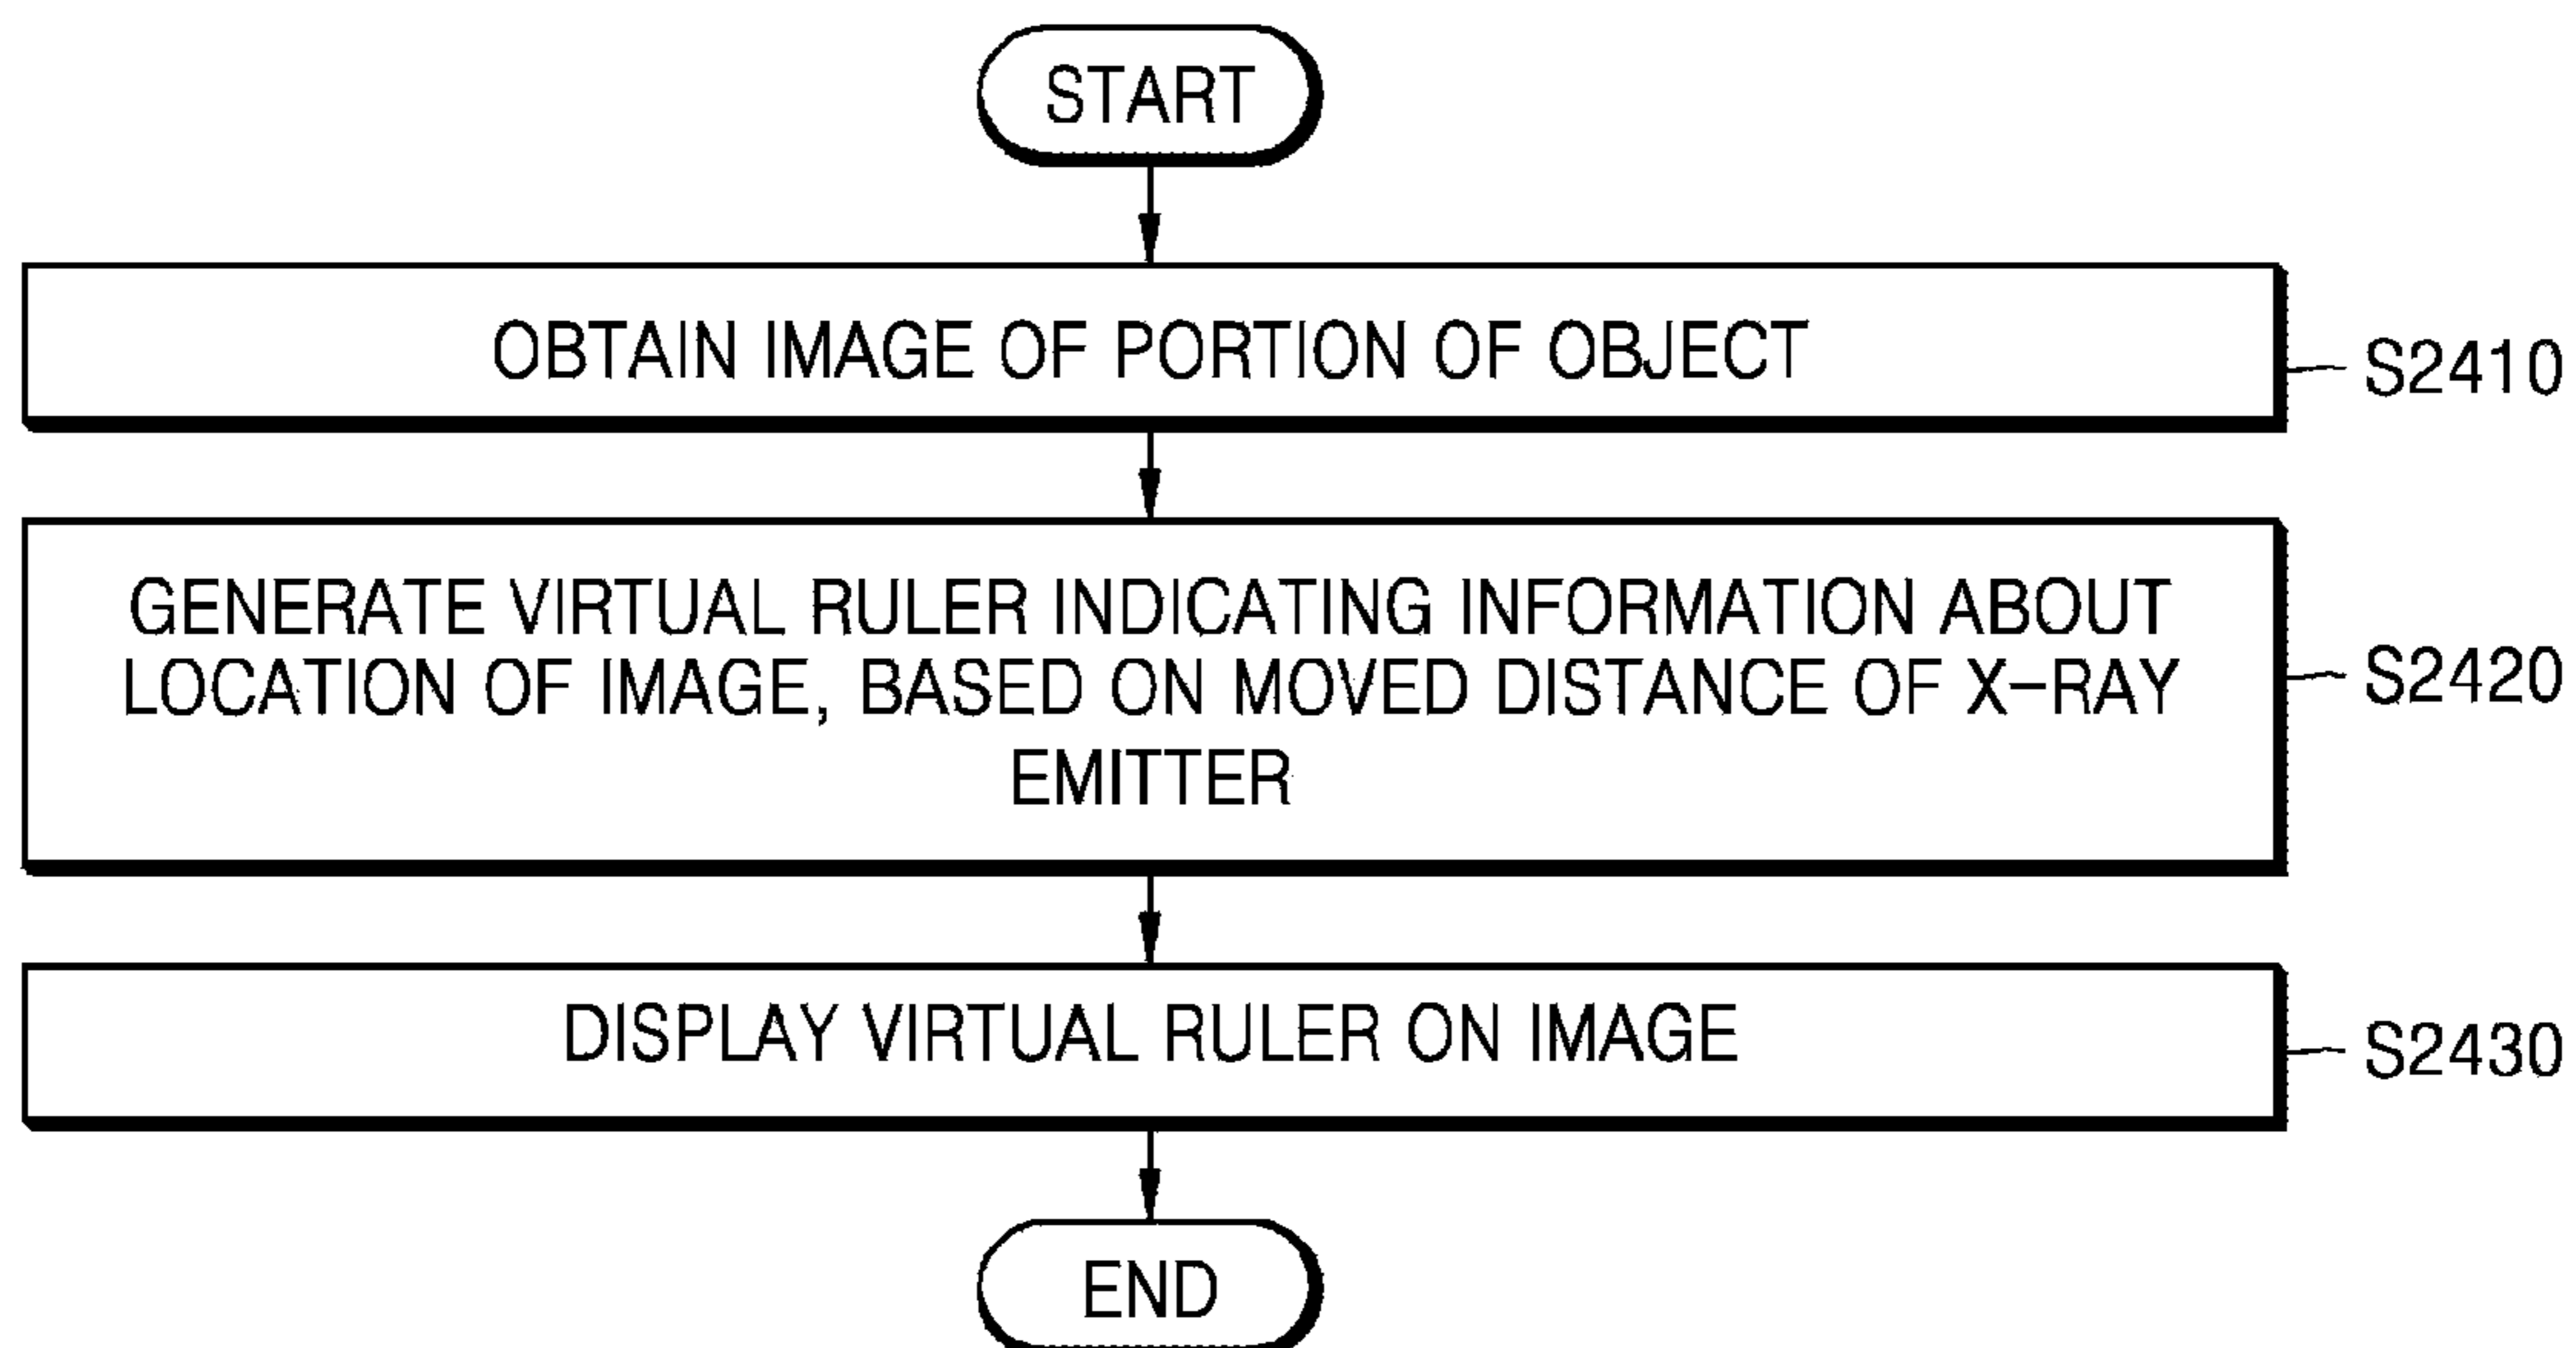 START
OBTAIN IMAGE OF PORTION OF OBJECT
S2410
GENERATE VIRTUAL RULER INDICATING INFORMATION ABOUT
LOCATION OF IMAGE, BASED ON MOVED DISTANCE OF X-RAY
EMITTER
S2420
DISPLAY VIRTUAL RULER ON IMAGE
S2430
END